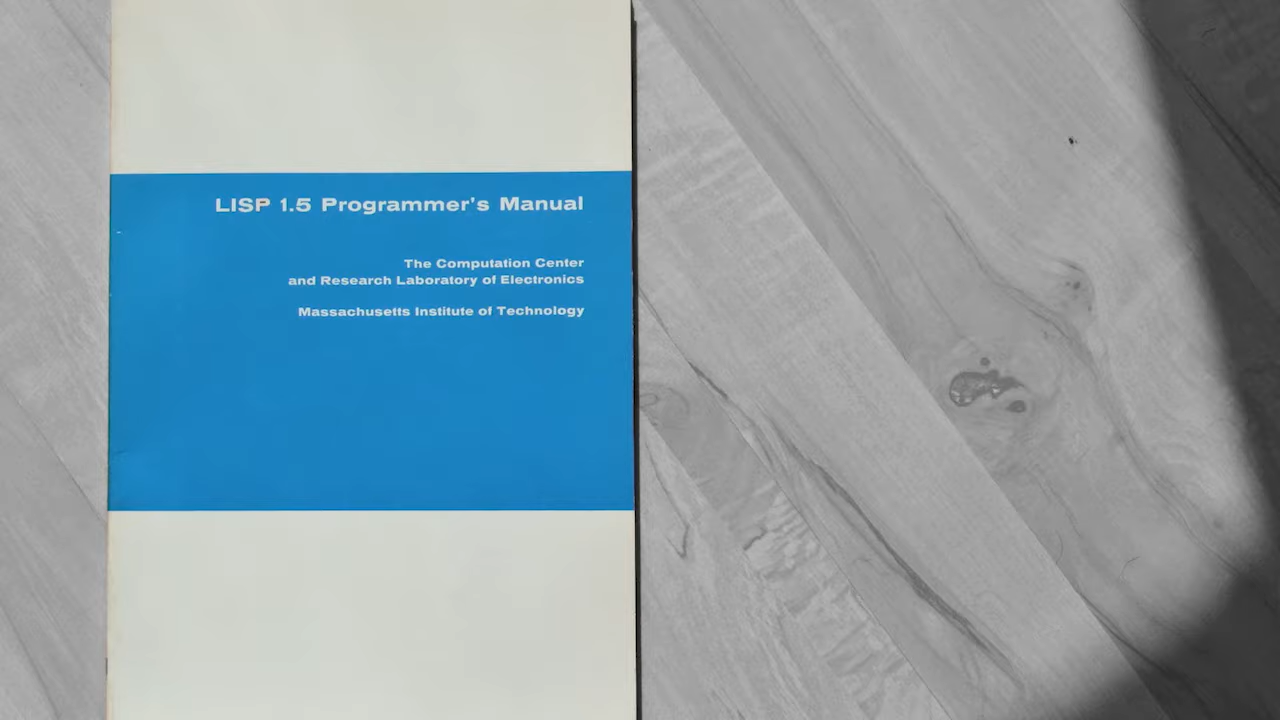 LISP 1.5 Programmer's Manual
The Computation Center
and Research Laboratory of Electronics
Massachusetts Institute of Technology